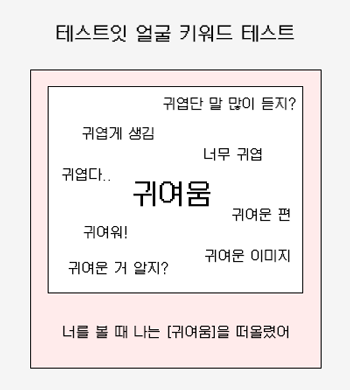 테스트잇 얼굴 키워드 테스트
귀엽단 말 많이 듣지?
귀엽게 생김
너무 귀엽
귀엽다..
귀여움
귀여운 편
귀여워!
귀여운 이미지
귀여운 거 알지?
너를 볼 때 나는 [귀여움]을 떠올렸어